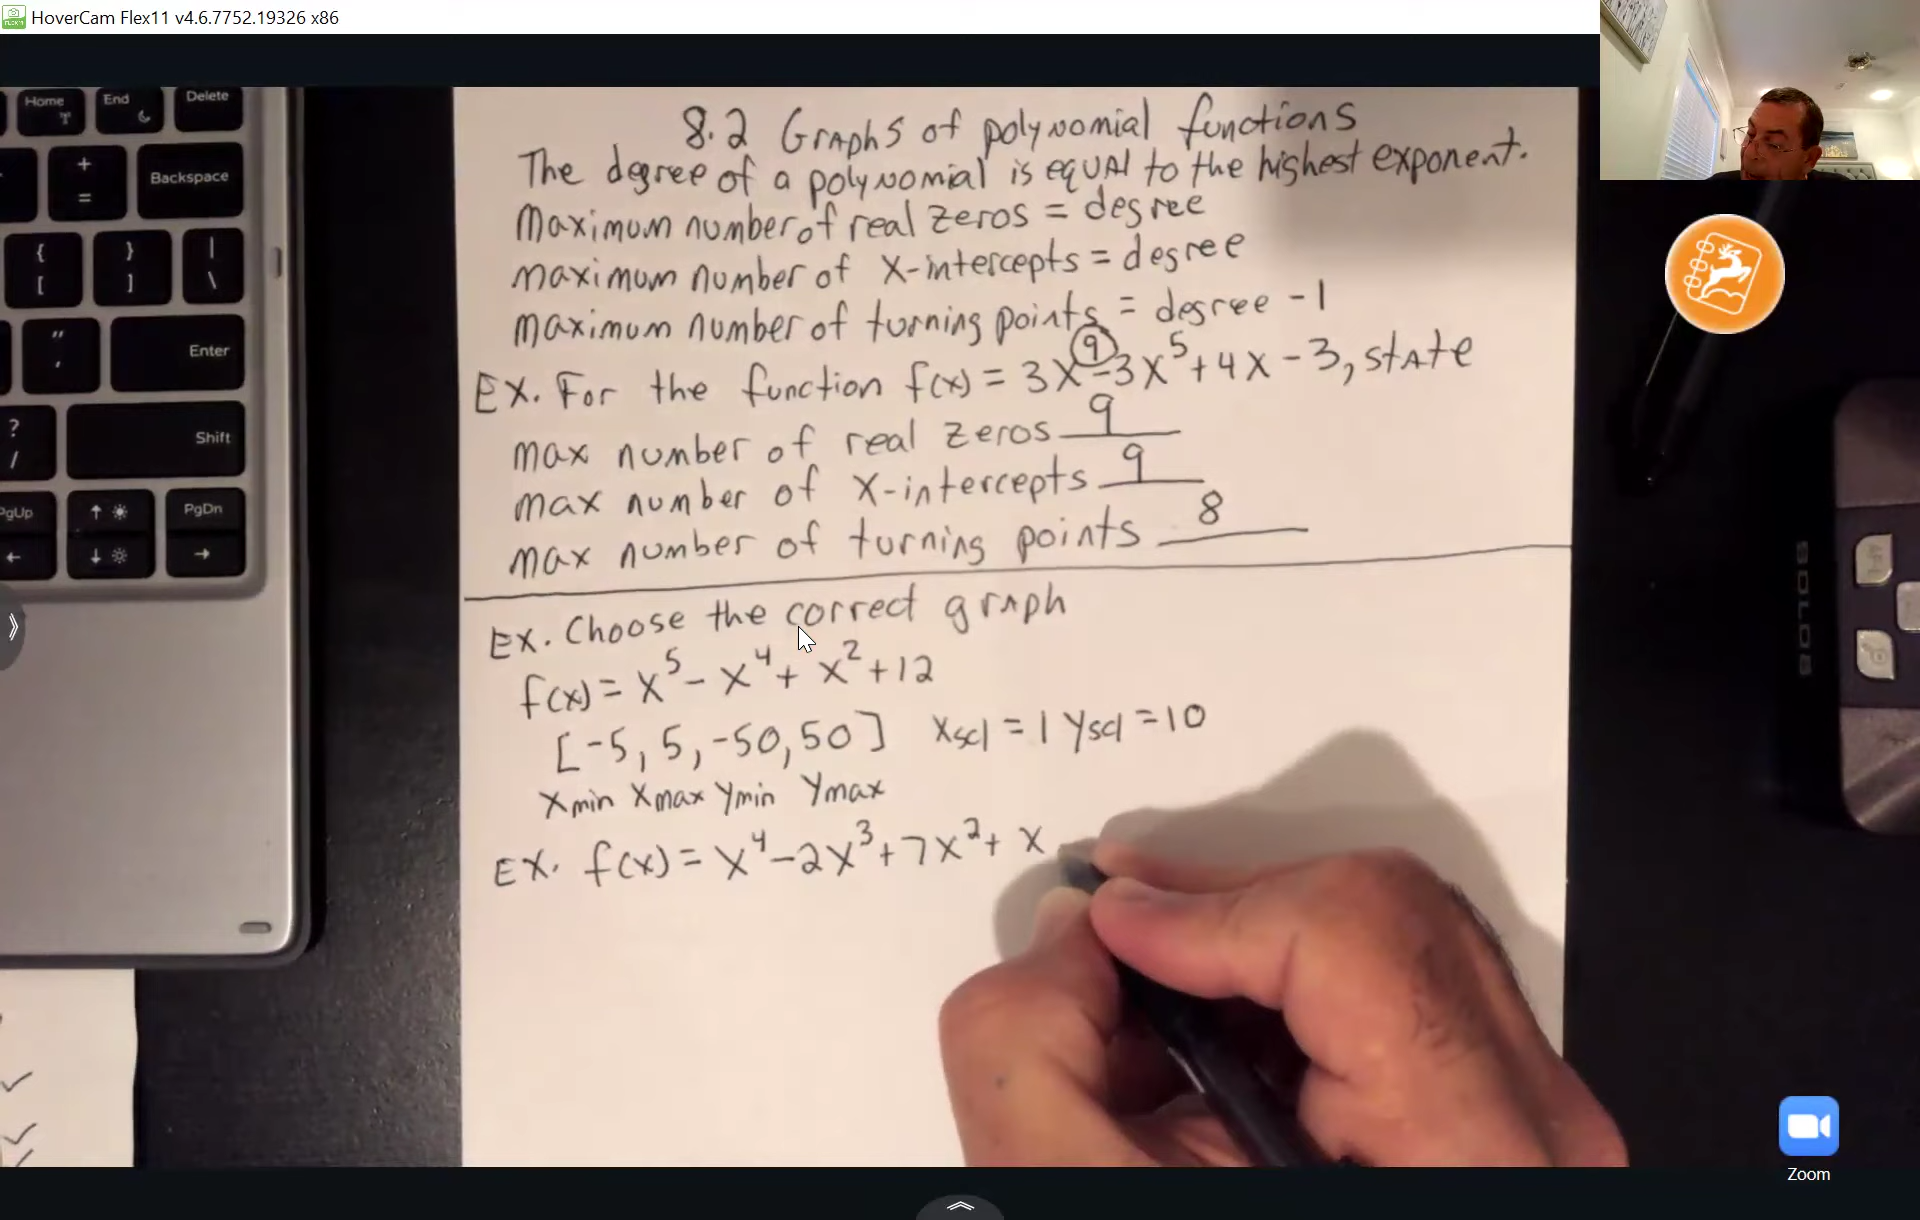 HoverCam Flex11 v4.6.7752.19326 x86
Home End Delete
+ =
Backspace
{ [ } ] | \
" ' Enter
? / Shift
PgUp ↑ PgDn
← ↓ →
8.2 Graphs of polynomial functions
The degree of a polynomial is equal to the highest exponent.
Maximum number of real zeros = degree
maximum number of x-intercepts = degree
maximum number of turning points = degree - 1
Ex. For the function f(x) = 3x⁹ - 3x⁵ + 4x - 3, state
max number of real zeros 9
max number of x-intercepts 9
max number of turning points 8
Ex. Choose the correct graph
f(x) = x⁵ - x⁴ + x² + 12
[-5, 5, -50, 50] Xscl = 1 Yscl = 10
Xmin Xmax Ymin Ymax
Ex. f(x) = x⁴ - 2x³ + 7x² + x
Zoom